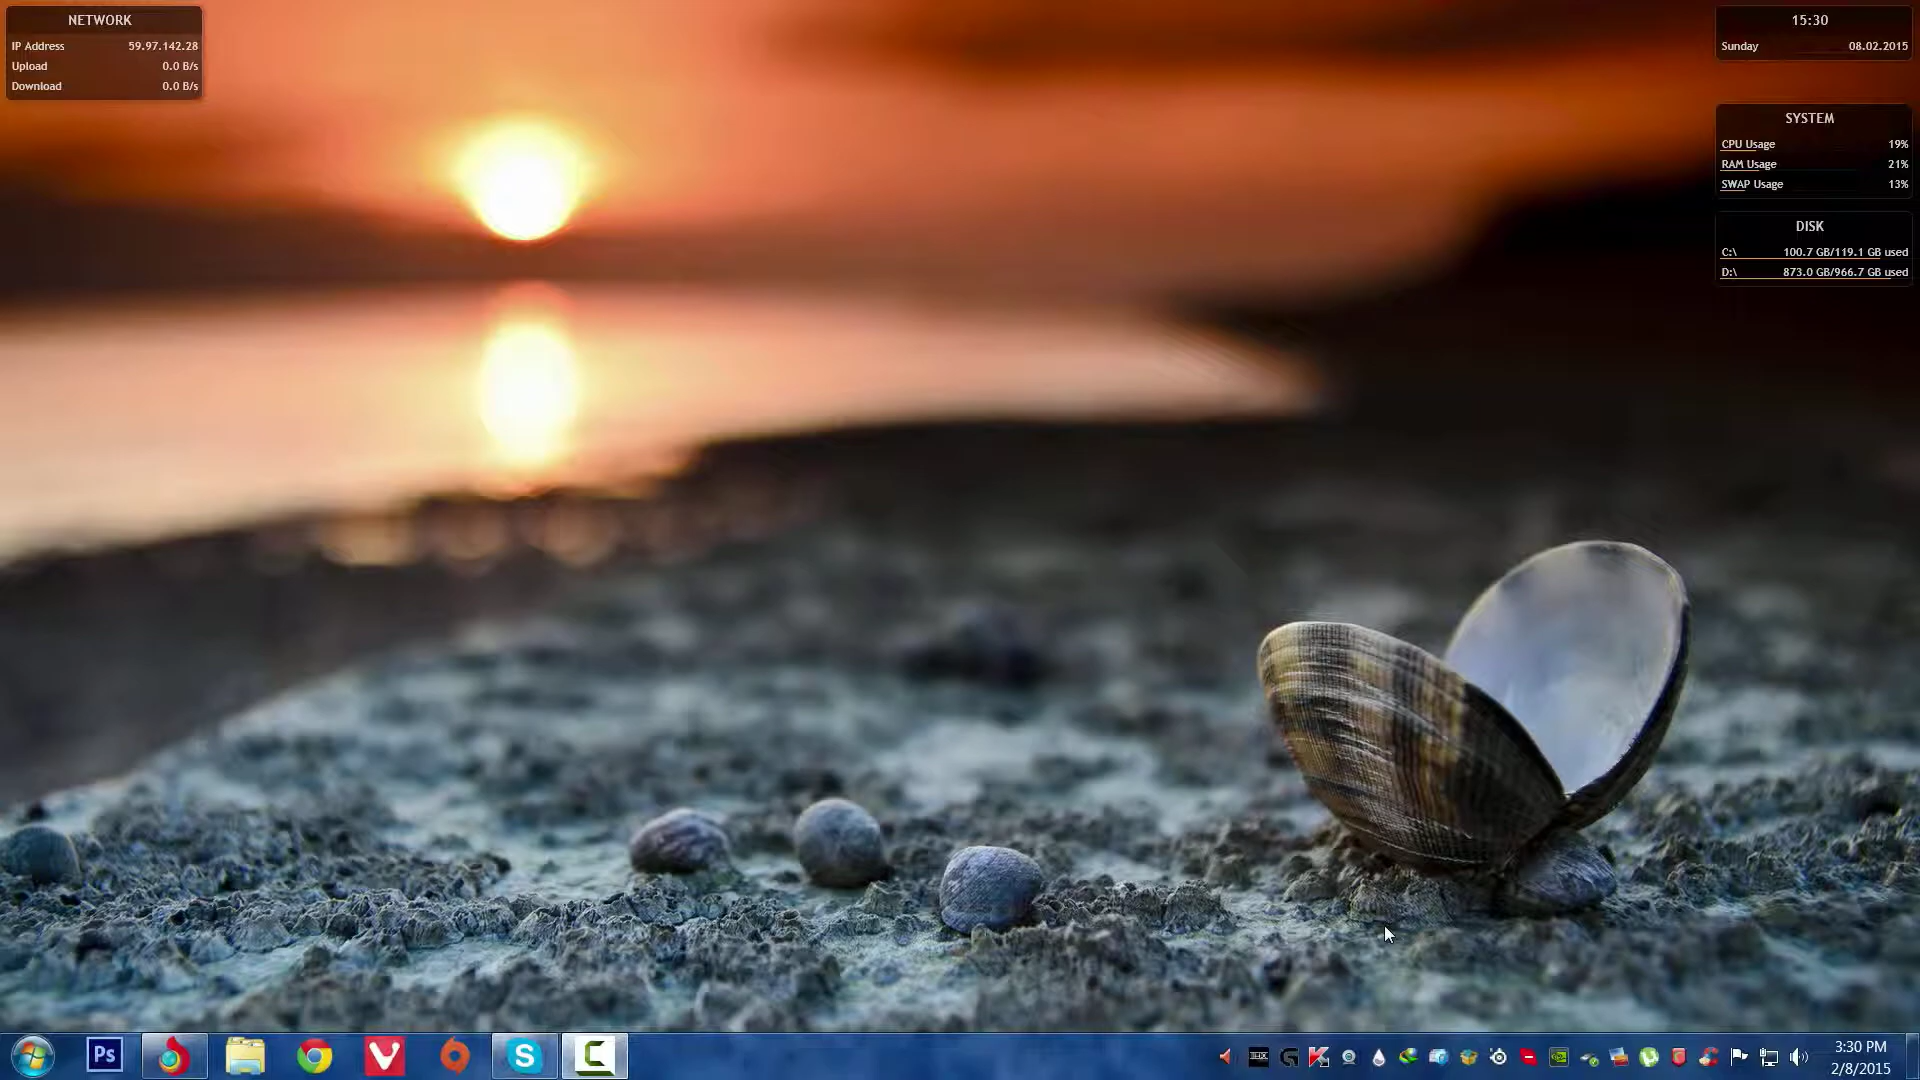 NETWORK
IP Address 59.97.142.28
Upload 0.0 B/s
Download 0.0 B/s
15:30
Sunday 08.02.2015
SYSTEM
CPU Usage 19%
RAM Usage 21%
SWAP Usage 13%
DISK
C:\ 100.7 GB/119.1 GB used
D:\ 873.0 GB/966.7 GB used
Ps
THX
3:30 PM
2/8/2015